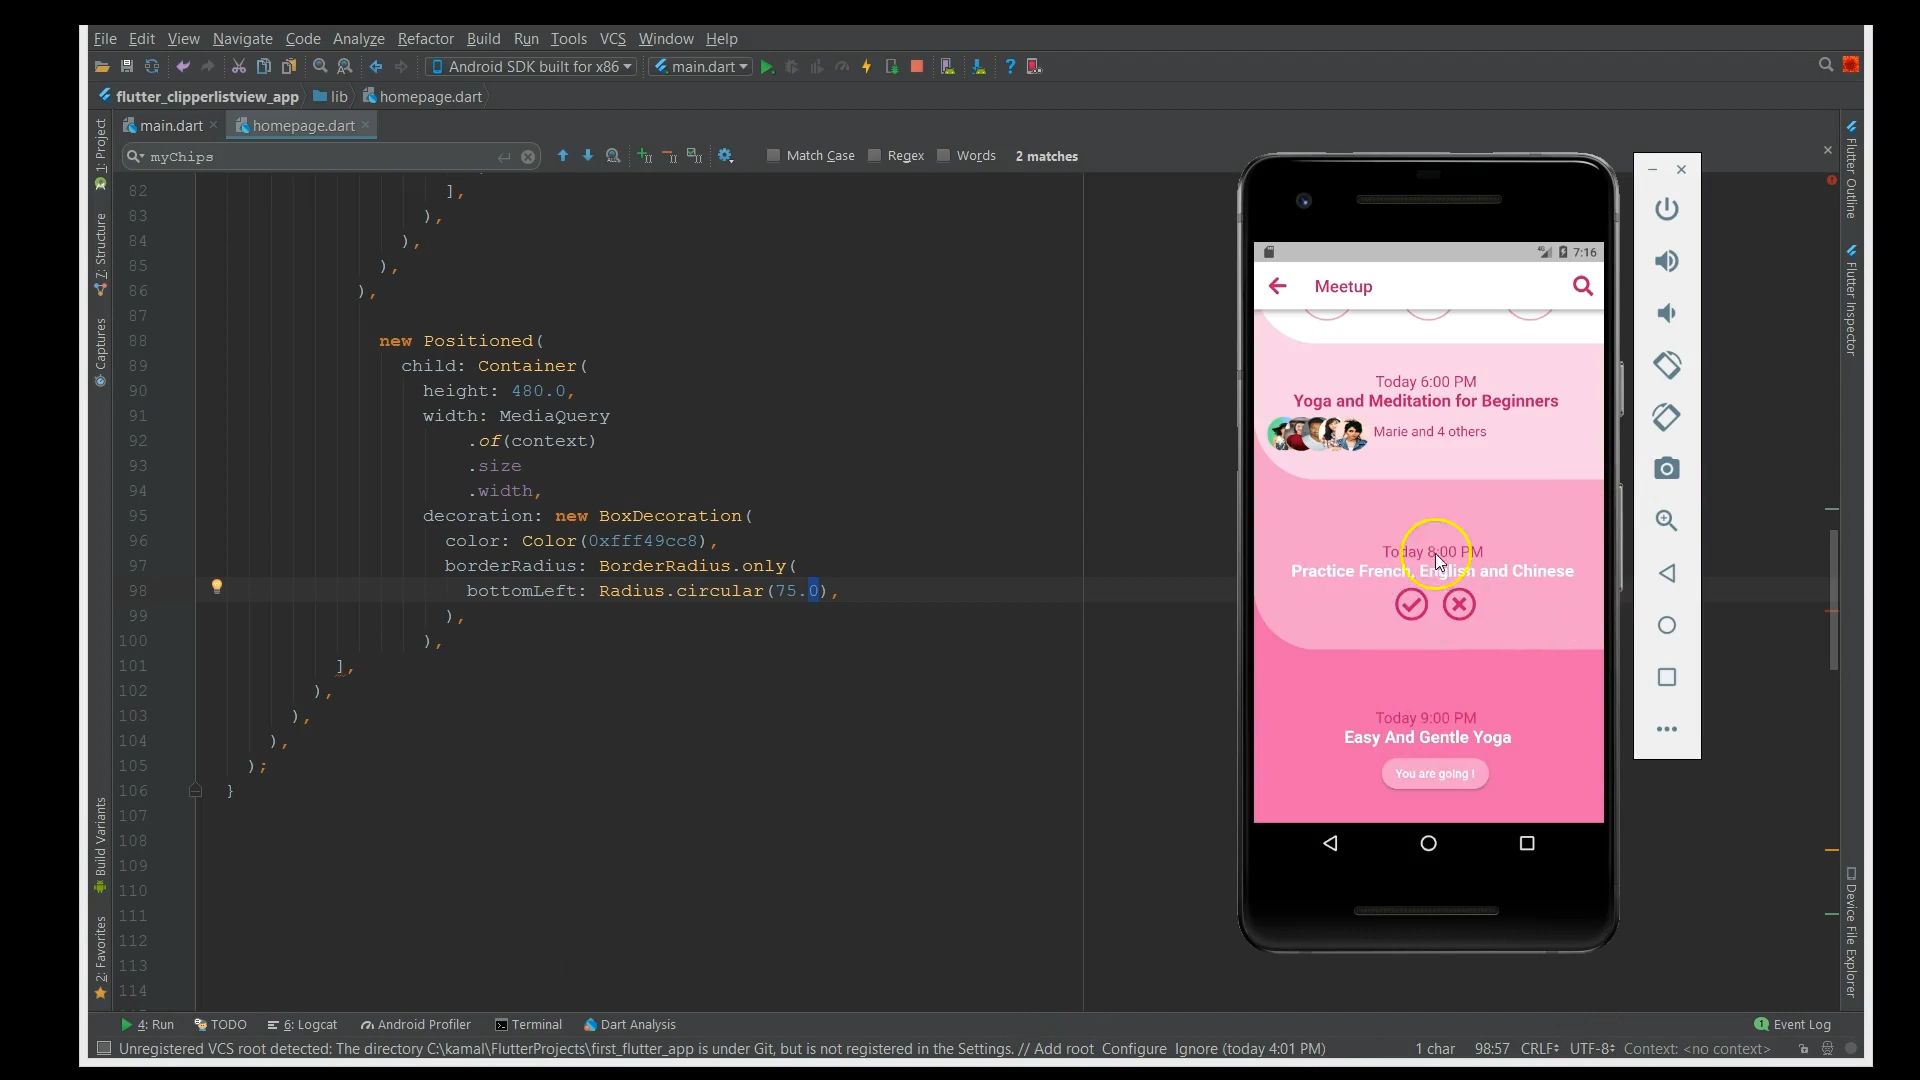 File Edit View Navigate Code Analyze Refactor Build Run Tools VCS Window Help
Android SDK built for x86 main.dart
flutter_clipperlistview_app lib homepage.dart
main.dart homepage.dart
myChips Match Case Regex Words 2 matches
82 ],
83 ),
84 ),
85 ),
86 ),
87
88 new Positioned(
89 child: Container(
90 height: 480.0,
91 width: MediaQuery
92 .of(context)
93 .size
94 .width,
95 decoration: new BoxDecoration(
96 color: Color(0xfff49cc8),
97 borderRadius: BorderRadius.only(
98 bottomLeft: Radius.circular(75.0),
99 ),
100 ),
101 ],
102 ),
103 ),
104 ),
105 );
106 }
107
108
109
110
111
112
113
114
1: Project
7: Structure
Captures
Build Variants
2: Favorites
7:16
Meetup
Today 6:00 PM
Yoga and Meditation for Beginners
Marie and 4 others
Today 8:00 PM
Practice French, English and Chinese
Today 9:00 PM
Easy And Gentle Yoga
You are going !
Flutter Outline
Flutter Inspector
Device File Explorer
4: Run TODO 6: Logcat Android Profiler Terminal Dart Analysis 1 Event Log
Unregistered VCS root detected: The directory C:\kamal\FlutterProjects\first_flutter_app is under Git, but is not registered in the Settings. // Add root Configure Ignore (today 4:01 PM) 1 char 98:57 CRLF UTF-8 Context: <no context>